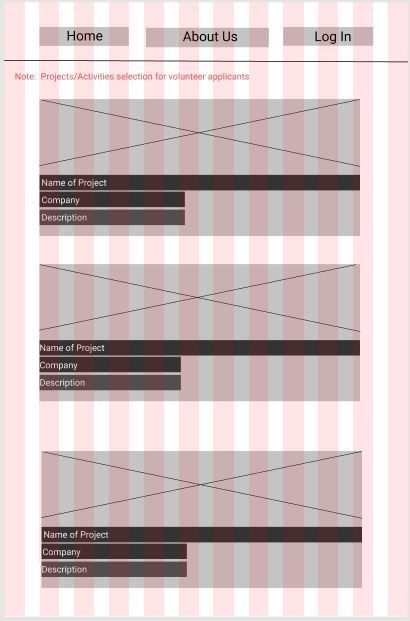 Home About Us Log In
Note: Projects/Activities selection for volunteer applicants
Name of Project
Company
Description
Name of Project
Company
Description
Name of Project
Company
Description